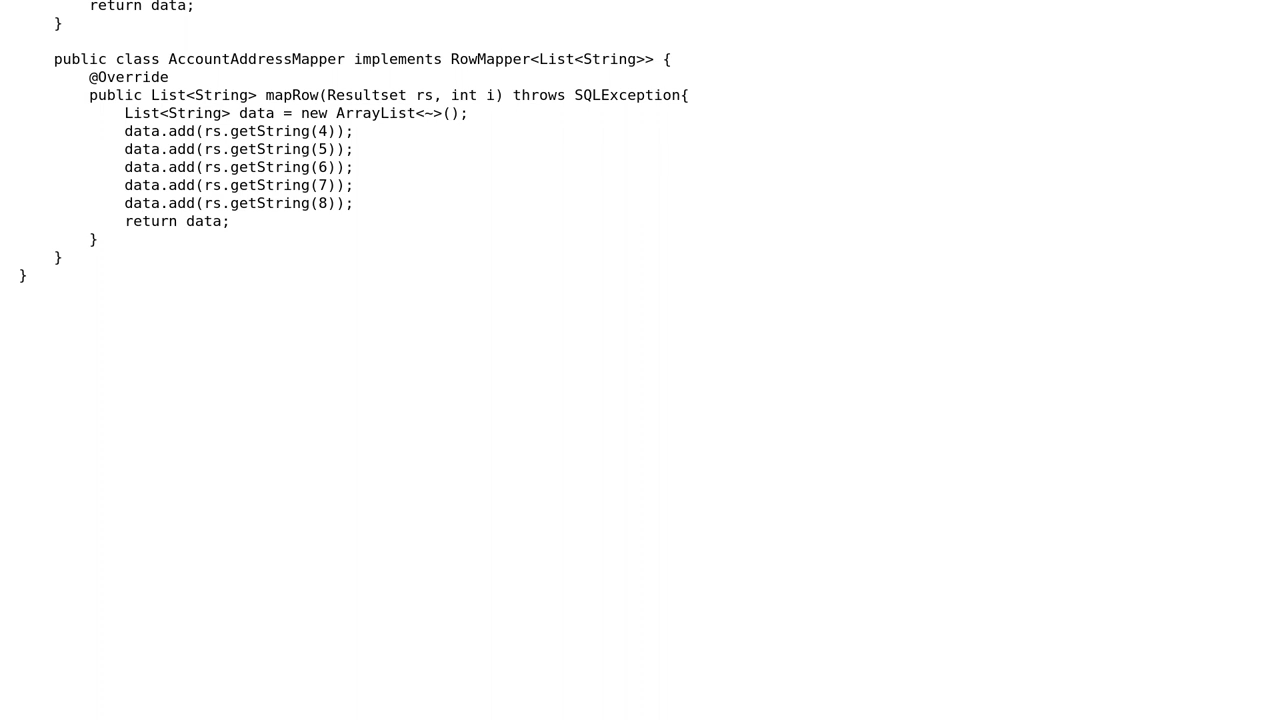 return data;
    }

    public class AccountAddressMapper implements RowMapper<List<String>> {
        @Override
        public List<String> mapRow(Resultset rs, int i) throws SQLException{
            List<String> data = new ArrayList<~>();
            data.add(rs.getString(4));
            data.add(rs.getString(5));
            data.add(rs.getString(6));
            data.add(rs.getString(7));
            data.add(rs.getString(8));
            return data;
        }
    }
}